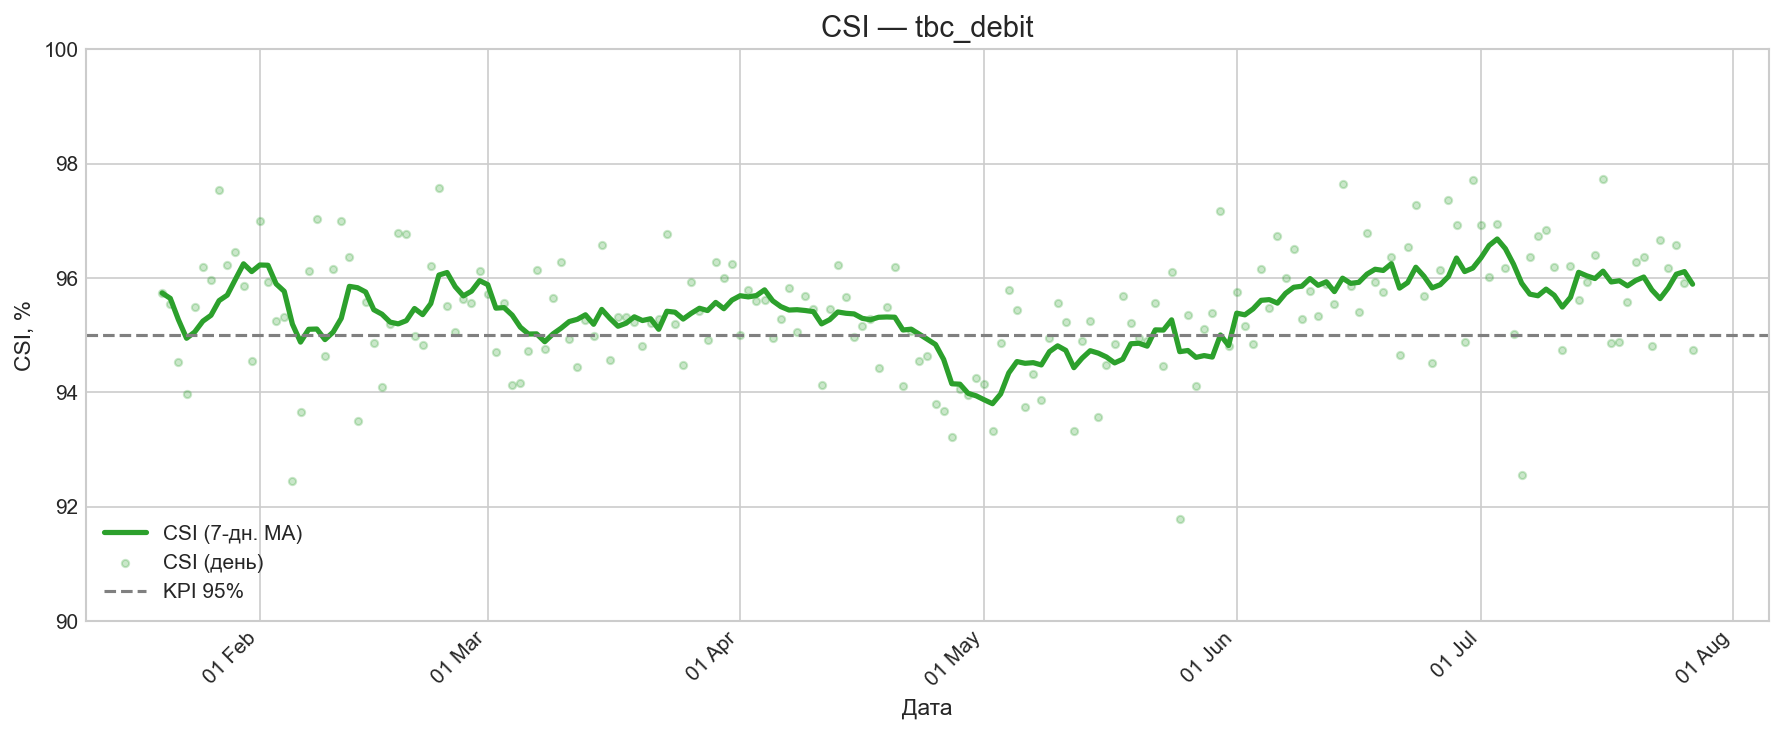 CSI — tbc_debit
100
98
96
94
92
90
CSI, %
CSI (7-дн. MA)
CSI (день)
KPI 95%
01 Feb
01 Mar
01 Apr
01 May
01 Jun
01 Jul
01 Aug
Дата